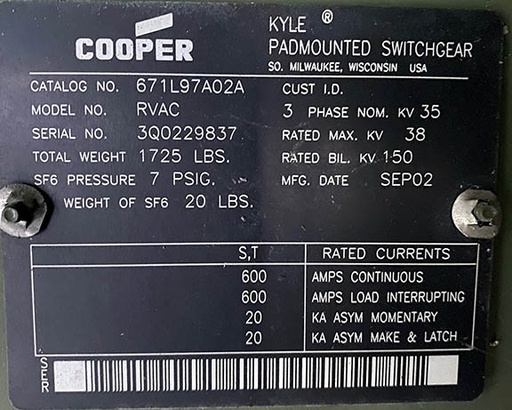 COOPER
KYLE ®
PADMOUNTED SWITCHGEAR
SO. MILWAUKEE, WISCONSIN USA
CATALOG NO. 671L97A02A
CUST I.D.
MODEL NO. RVAC
3 PHASE NOM. KV 35
SERIAL NO. 3Q0229837
RATED MAX. KV 38
TOTAL WEIGHT 1725 LBS.
RATED BIL. KV 150
SF6 PRESSURE 7 PSIG.
MFG. DATE SEP02
WEIGHT OF SF6 20 LBS.
S,T RATED CURRENTS
600 AMPS CONTINUOUS
600 AMPS LOAD INTERRUPTING
20 KA ASYM MOMENTARY
20 KA ASYM MAKE & LATCH
SER